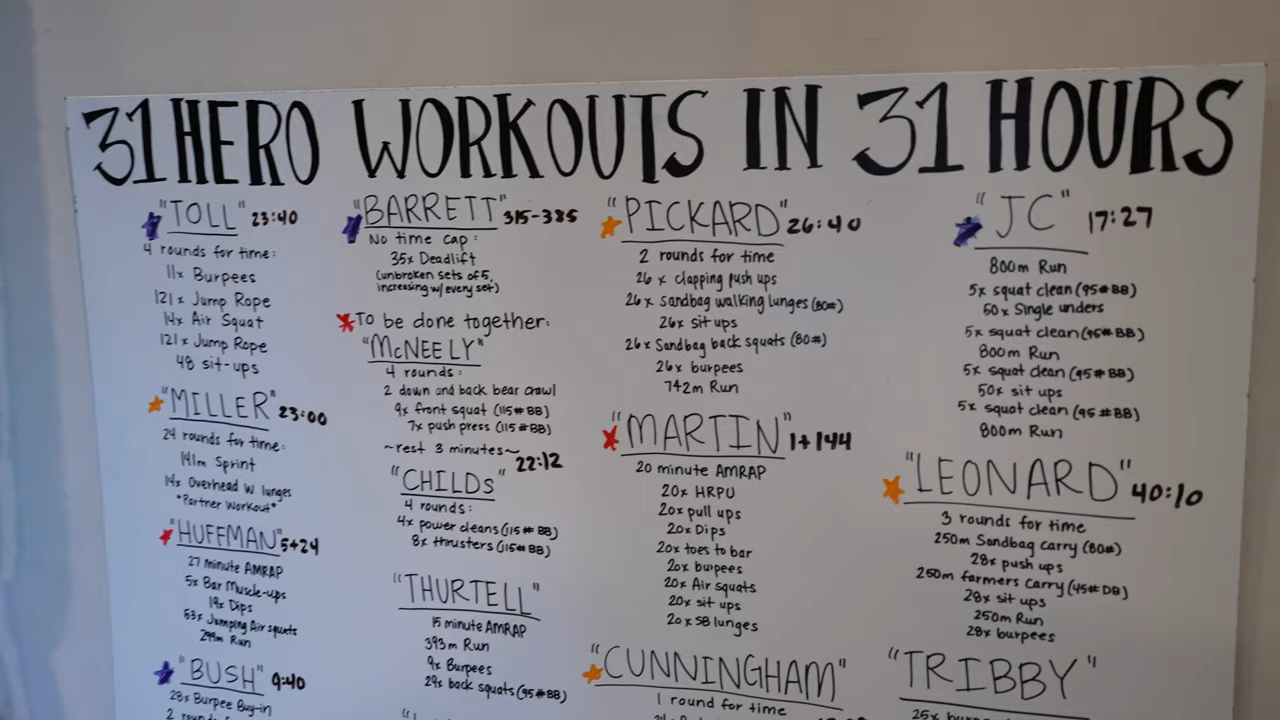 31 HERO WORKOUTS IN 31 HOURS
"TOLL" 23:40
4 rounds for time:
11x Burpees
121x Jump Rope
14x Air Squat
121x Jump Rope
48 sit-ups
"MILLER" 23:00
24 rounds for time:
141m Sprint
14x Overhead W. lunges
*Partner Workout*
"HUFFMAN" 5+24
27 minute AMRAP
5x Bar Muscle-ups
19x Dips
53x Jumping Air squats
299m Run
"BUSH" 9:40
28x Burpee Buy-in
"BARRETT" 315-385
No time cap:
35x Deadlift
(unbroken sets of 5,
increasing w/ every set)
To be done together:
"McNEELY"
4 rounds:
2 down and back bear crawl
9x front squat (115# BB)
7x push press (115# BB)
~rest 3 minutes~
22:12
"CHILDs"
4 rounds:
4x power cleans (115# BB)
8x thrusters (115# BB)
"THURTELL"
15 minute AMRAP
393m Run
9x Burpees
29x back squats (95# BB)
"PICKARD" 26:40
2 rounds for time
26x clapping push ups
26x sandbag walking lunges (80#)
26x sit ups
26x Sandbag back squats (80#)
26x burpees
742m Run
"MARTIN" 1+144
20 minute AMRAP
20x HRPU
20x pull ups
20x Dips
20x toes to bar
20x burpees
20x Air squats
20x sit ups
20x SB lunges
"CUNNINGHAM"
1 round for time
"JC" 17:27
800m Run
5x squat clean (95# BB)
50x Single unders
5x squat clean (95# BB)
800m Run
5x squat clean (95# BB)
50x sit ups
5x squat clean (95 # BB)
800m Run
"LEONARD" 40:10
3 rounds for time
250m Sandbag carry (80#)
28x push ups
250m farmers carry (45# DB)
28x sit ups
250m Run
28x burpees
"TRIBBY"